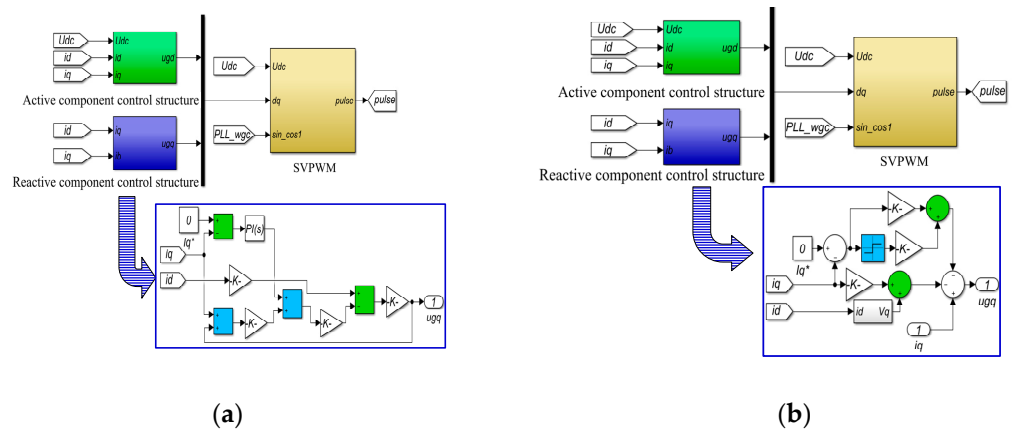 Udc
id
iq
Udc
id
iq
ugd
Active component control structure
id
iq
iq
ib
ugq
Reactive component control structure
Udc
PLL_wgc
Udc
dq
sin_cos1
pulse
pulse
SVPWM
0
Iq*
PI(s)
iq
id
-K-
-K-
-K-
-K-
1
ugq
(a)
Udc
id
iq
Udc
id
iq
ugd
Active component control structure
id
iq
iq
ib
ugq
Reactive component control structure
Udc
PLL_wgc
Udc
dq
sin_cos1
pulse
pulse
SVPWM
0
Iq*
-K-
-K-
-K-
iq
id
id Vq
1
iq
1
ugq
(b)